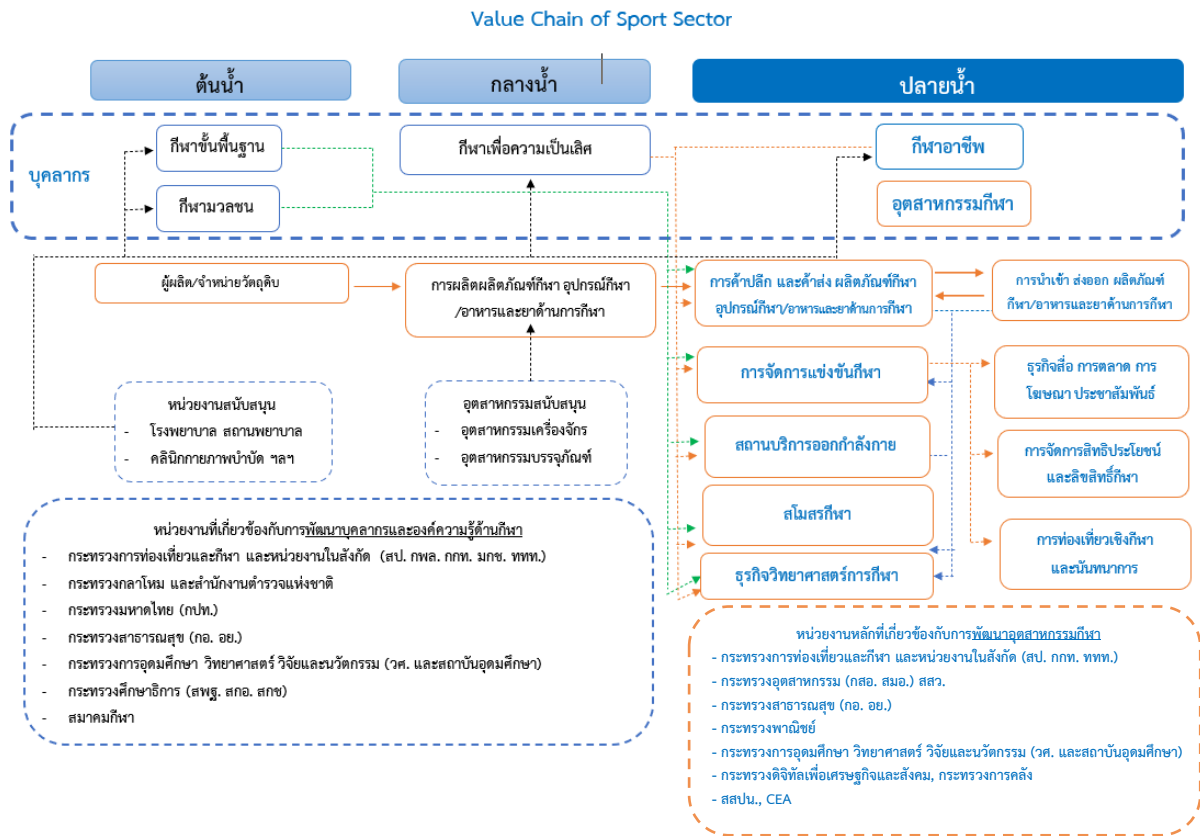 Value Chain of Sport Sector
ต้นน้ำ
กลางน้ำ
ปลายน้ำ
บุคลากร
กีฬาขั้นพื้นฐาน
กีฬามวลชน
กีฬาเพื่อความเป็นเลิศ
กีฬาอาชีพ
อุตสาหกรรมกีฬา
ผู้ผลิต/จำหน่ายวัตถุดิบ
การผลิตผลิตภัณฑ์กีฬา อุปกรณ์กีฬา
/อาหารและยาด้านการกีฬา
การค้าปลีก และค้าส่ง ผลิตภัณฑ์กีฬา
อุปกรณ์กีฬา/อาหารและยาด้านการกีฬา
การนำเข้า ส่งออก ผลิตภัณฑ์
กีฬา/อาหารและยาด้านการกีฬา
หน่วยงานสนับสนุน
- โรงพยาบาล สถานพยาบาล
- คลินิกกายภาพบำบัด ฯลฯ
อุตสาหกรรมสนับสนุน
- อุตสาหกรรมเครื่องจักร
- อุตสาหกรรมบรรจุภัณฑ์
การจัดการแข่งขันกีฬา
สถานบริการออกกำลังกาย
สโมสรกีฬา
ธุรกิจวิทยาศาสตร์การกีฬา
ธุรกิจสื่อ การตลาด การ
โฆษณา ประชาสัมพันธ์
การจัดการสิทธิประโยชน์
และลิขสิทธิ์กีฬา
การท่องเที่ยวเชิงกีฬา
และนันทนาการ
หน่วยงานที่เกี่ยวข้องกับการพัฒนาบุคลากรและองค์ความรู้ด้านกีฬา
- กระทรวงการท่องเที่ยวและกีฬา และหน่วยงานในสังกัด (สป. กพล. กกท. มกช. ททท.)
- กระทรวงกลาโหม และสำนักงานตำรวจแห่งชาติ
- กระทรวงมหาดไทย (กปท.)
- กระทรวงสาธารณสุข (กอ. อย.)
- กระทรวงการอุดมศึกษา วิทยาศาสตร์ วิจัยและนวัตกรรม (วศ. และสถาบันอุดมศึกษา)
- กระทรวงศึกษาธิการ (สพฐ. สกอ. สกช)
- สมาคมกีฬา
หน่วยงานหลักที่เกี่ยวข้องกับการพัฒนาอุตสาหกรรมกีฬา
- กระทรวงการท่องเที่ยวและกีฬา และหน่วยงานในสังกัด (สป. กกท. ททท.)
- กระทรวงอุตสาหกรรม (กสอ. สมอ.) สสว.
- กระทรวงสาธารณสุข (กอ. อย.)
- กระทรวงพาณิชย์
- กระทรวงการอุดมศึกษา วิทยาศาสตร์ วิจัยและนวัตกรรม (วศ. และสถาบันอุดมศึกษา)
- กระทรวงดิจิทัลเพื่อเศรษฐกิจและสังคม, กระทรวงการคลัง
- สสปน., CEA